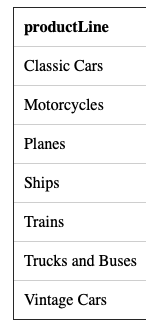 productLine
Classic Cars
Motorcycles
Planes
Ships
Trains
Trucks and Buses
Vintage Cars